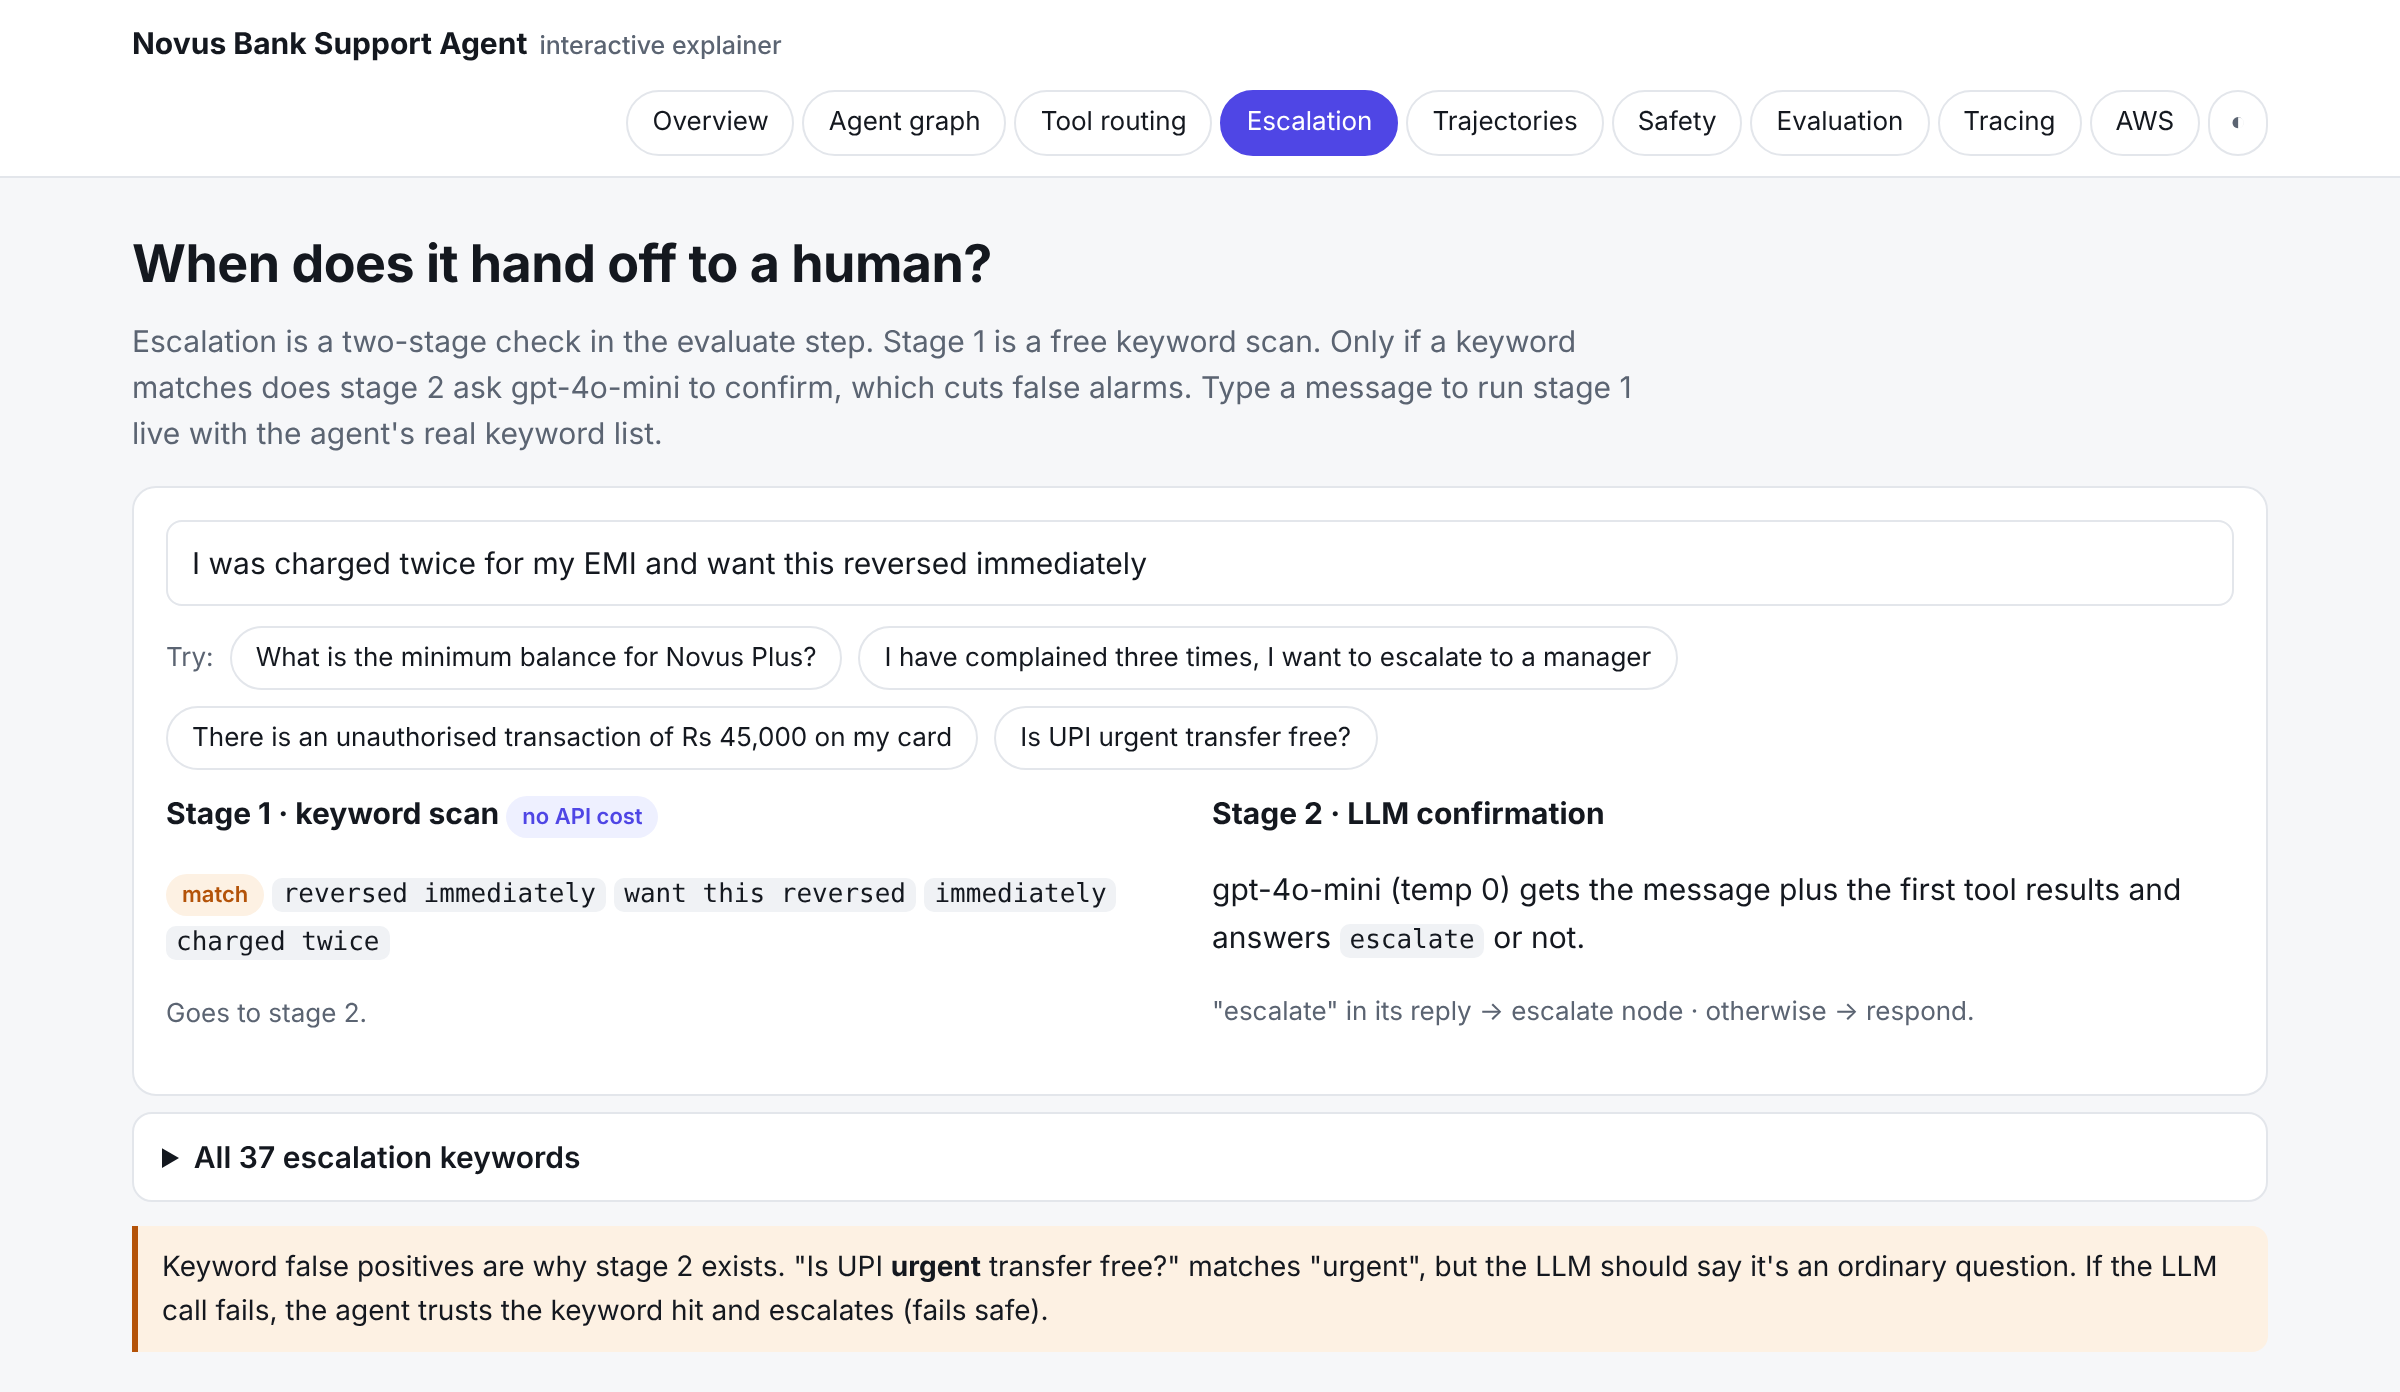 Novus Bank Support Agent interactive explainer
Overview Agent graph Tool routing Escalation Trajectories Safety Evaluation Tracing AWS
When does it hand off to a human?
Escalation is a two-stage check in the evaluate step. Stage 1 is a free keyword scan. Only if a keyword
matches does stage 2 ask gpt-4o-mini to confirm, which cuts false alarms. Type a message to run stage 1
live with the agent's real keyword list.
I was charged twice for my EMI and want this reversed immediately
Try: What is the minimum balance for Novus Plus? I have complained three times, I want to escalate to a manager
There is an unauthorised transaction of Rs 45,000 on my card Is UPI urgent transfer free?
Stage 1 · keyword scan no API cost
match reversed immediately want this reversed immediately
charged twice
Goes to stage 2.
Stage 2 · LLM confirmation
gpt-4o-mini (temp 0) gets the message plus the first tool results and
answers escalate or not.
"escalate" in its reply → escalate node · otherwise → respond.
▶ All 37 escalation keywords
Keyword false positives are why stage 2 exists. "Is UPI urgent transfer free?" matches "urgent", but the LLM should say it's an ordinary question. If the LLM
call fails, the agent trusts the keyword hit and escalates (fails safe).